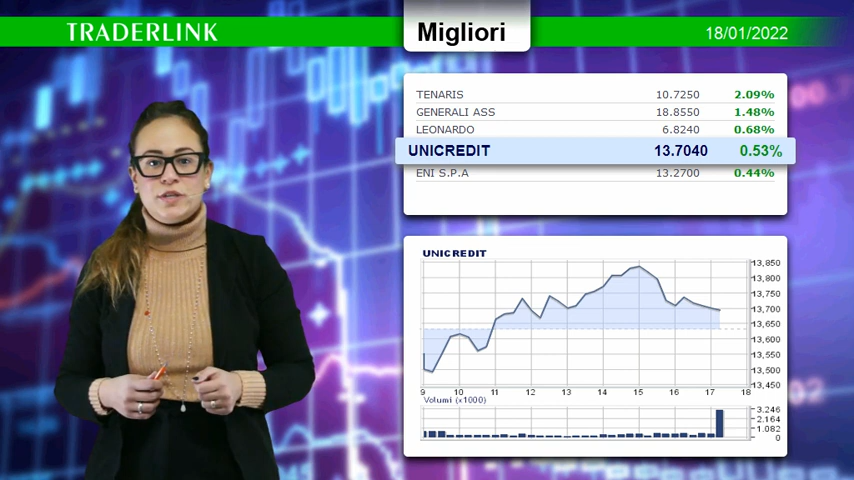 TRADERLINK
Migliori
18/01/2022
TENARIS 10.7250 2.09%
GENERALI ASS 18.8550 1.48%
LEONARDO 6.8240 0.68%
UNICREDIT 13.7040 0.53%
ENI S.P.A 13.2700 0.44%
UNICREDIT
13,850
13,800
13,750
13,700
13,650
13,600
13,550
13,500
13,450
9 10 11 12 13 14 15 16 17 18
Volumi (x1000)
3.246
2.164
1.082
0